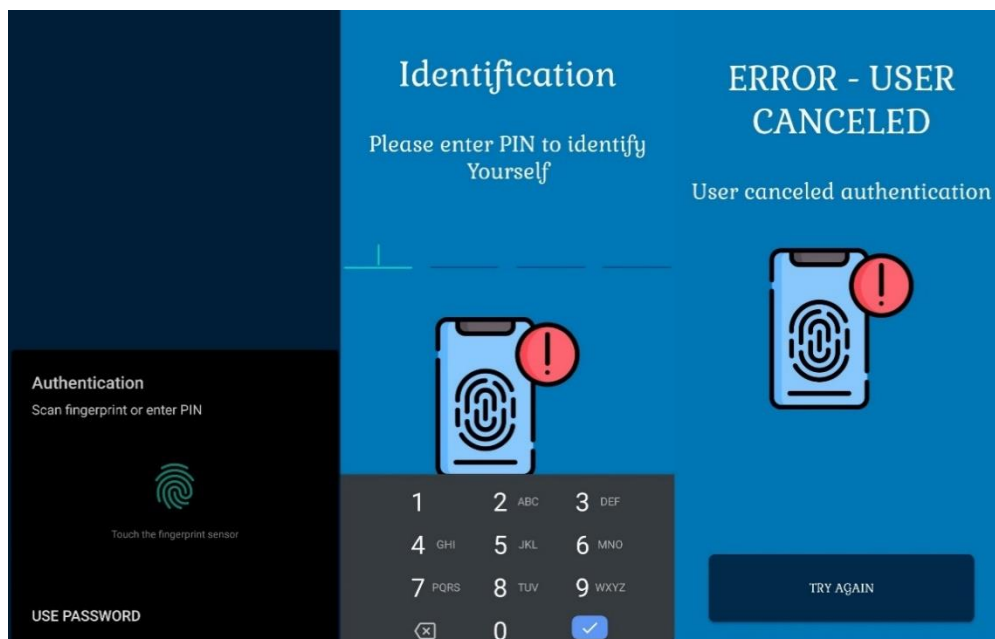 Authentication
Scan fingerprint or enter PIN
Touch the fingerprint sensor
USE PASSWORD
Identification
Please enter PIN to identify
Yourself
1 2 ABC 3 DEF
4 GHI 5 JKL 6 MNO
7 PQRS 8 TUV 9 WXYZ
0
ERROR - USER
CANCELED
User canceled authentication
TRY AGAIN